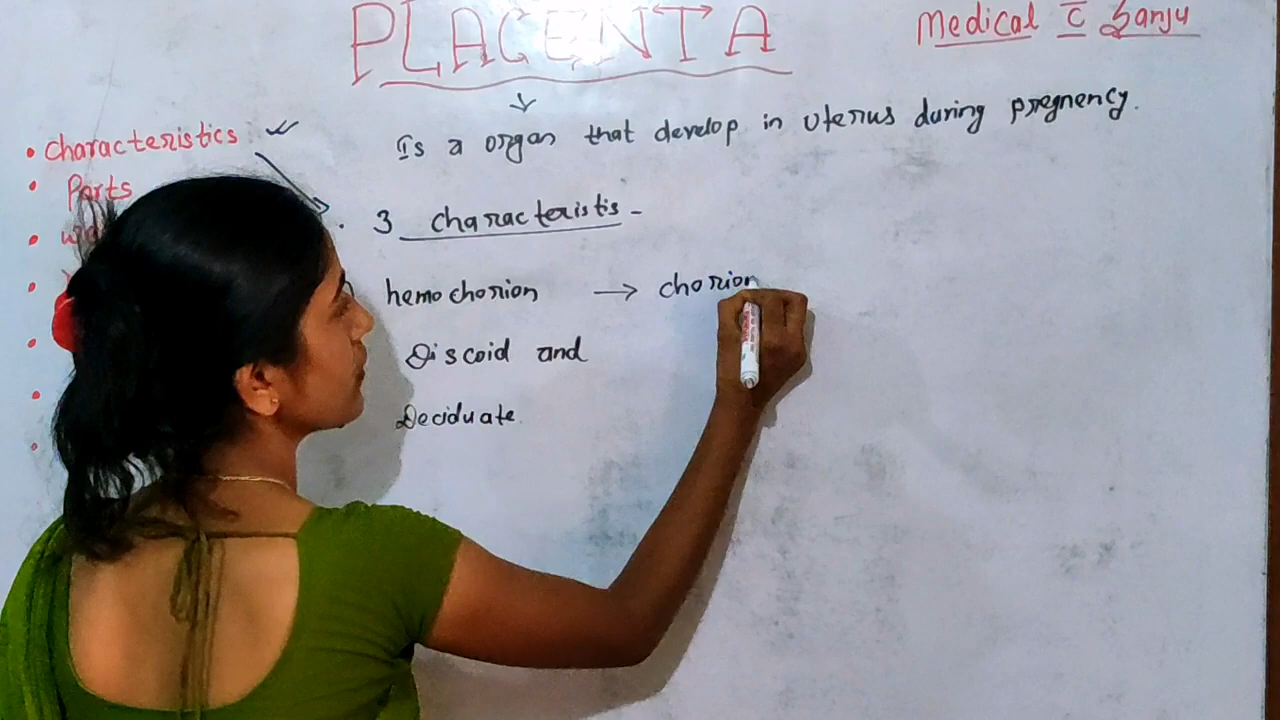 PLACENTA
Medical C̄ Sanju
Is a organ that develop in uterus during pregnency.
• characteristics
• Parts
3 characteristis -
hemochorion → chorion
Discoid and
Deciduate